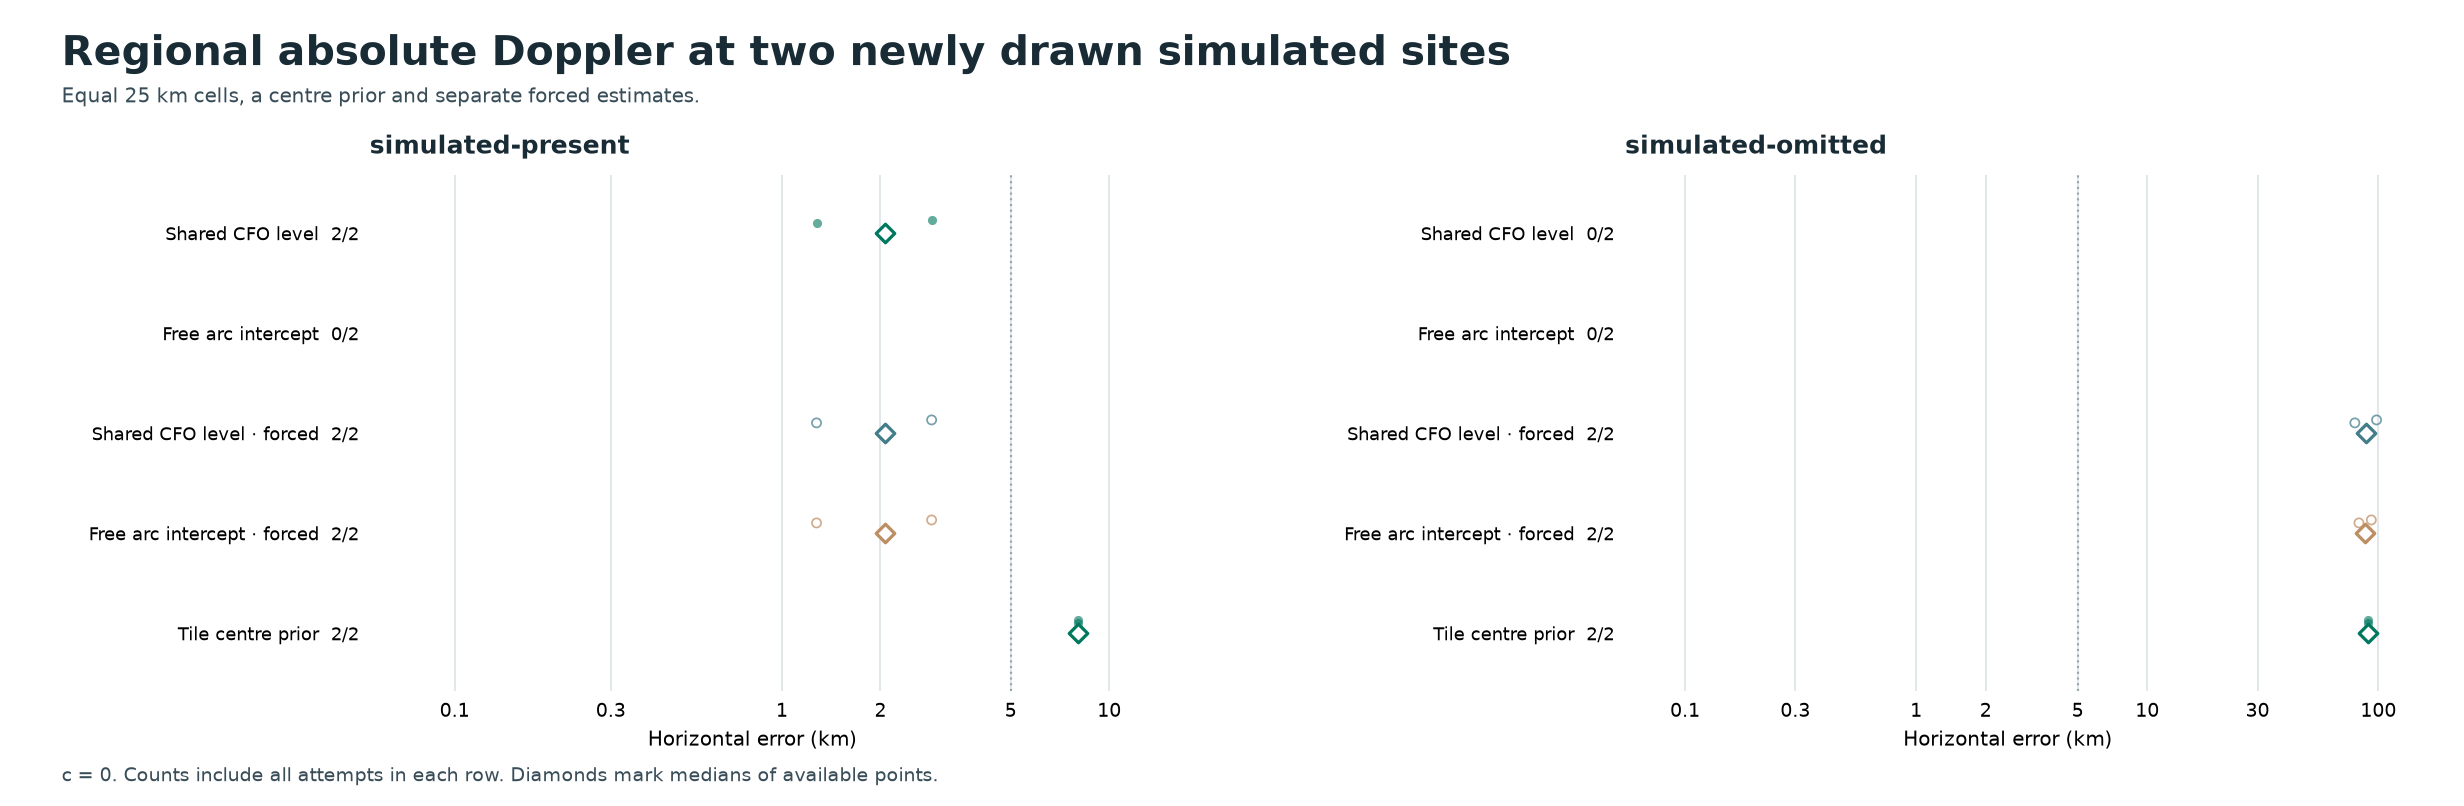 Regional absolute Doppler at two newly drawn simulated sites
Equal 25 km cells, a centre prior and separate forced estimates.
simulated-present
Shared CFO level 2/2
Free arc intercept 0/2
Shared CFO level · forced 2/2
Free arc intercept · forced 2/2
Tile centre prior 2/2
0.1 0.3 1 2 5 10
Horizontal error (km)
simulated-omitted
Shared CFO level 0/2
Free arc intercept 0/2
Shared CFO level · forced 2/2
Free arc intercept · forced 2/2
Tile centre prior 2/2
0.1 0.3 1 2 5 10 30 100
Horizontal error (km)
c = 0. Counts include all attempts in each row. Diamonds mark medians of available points.